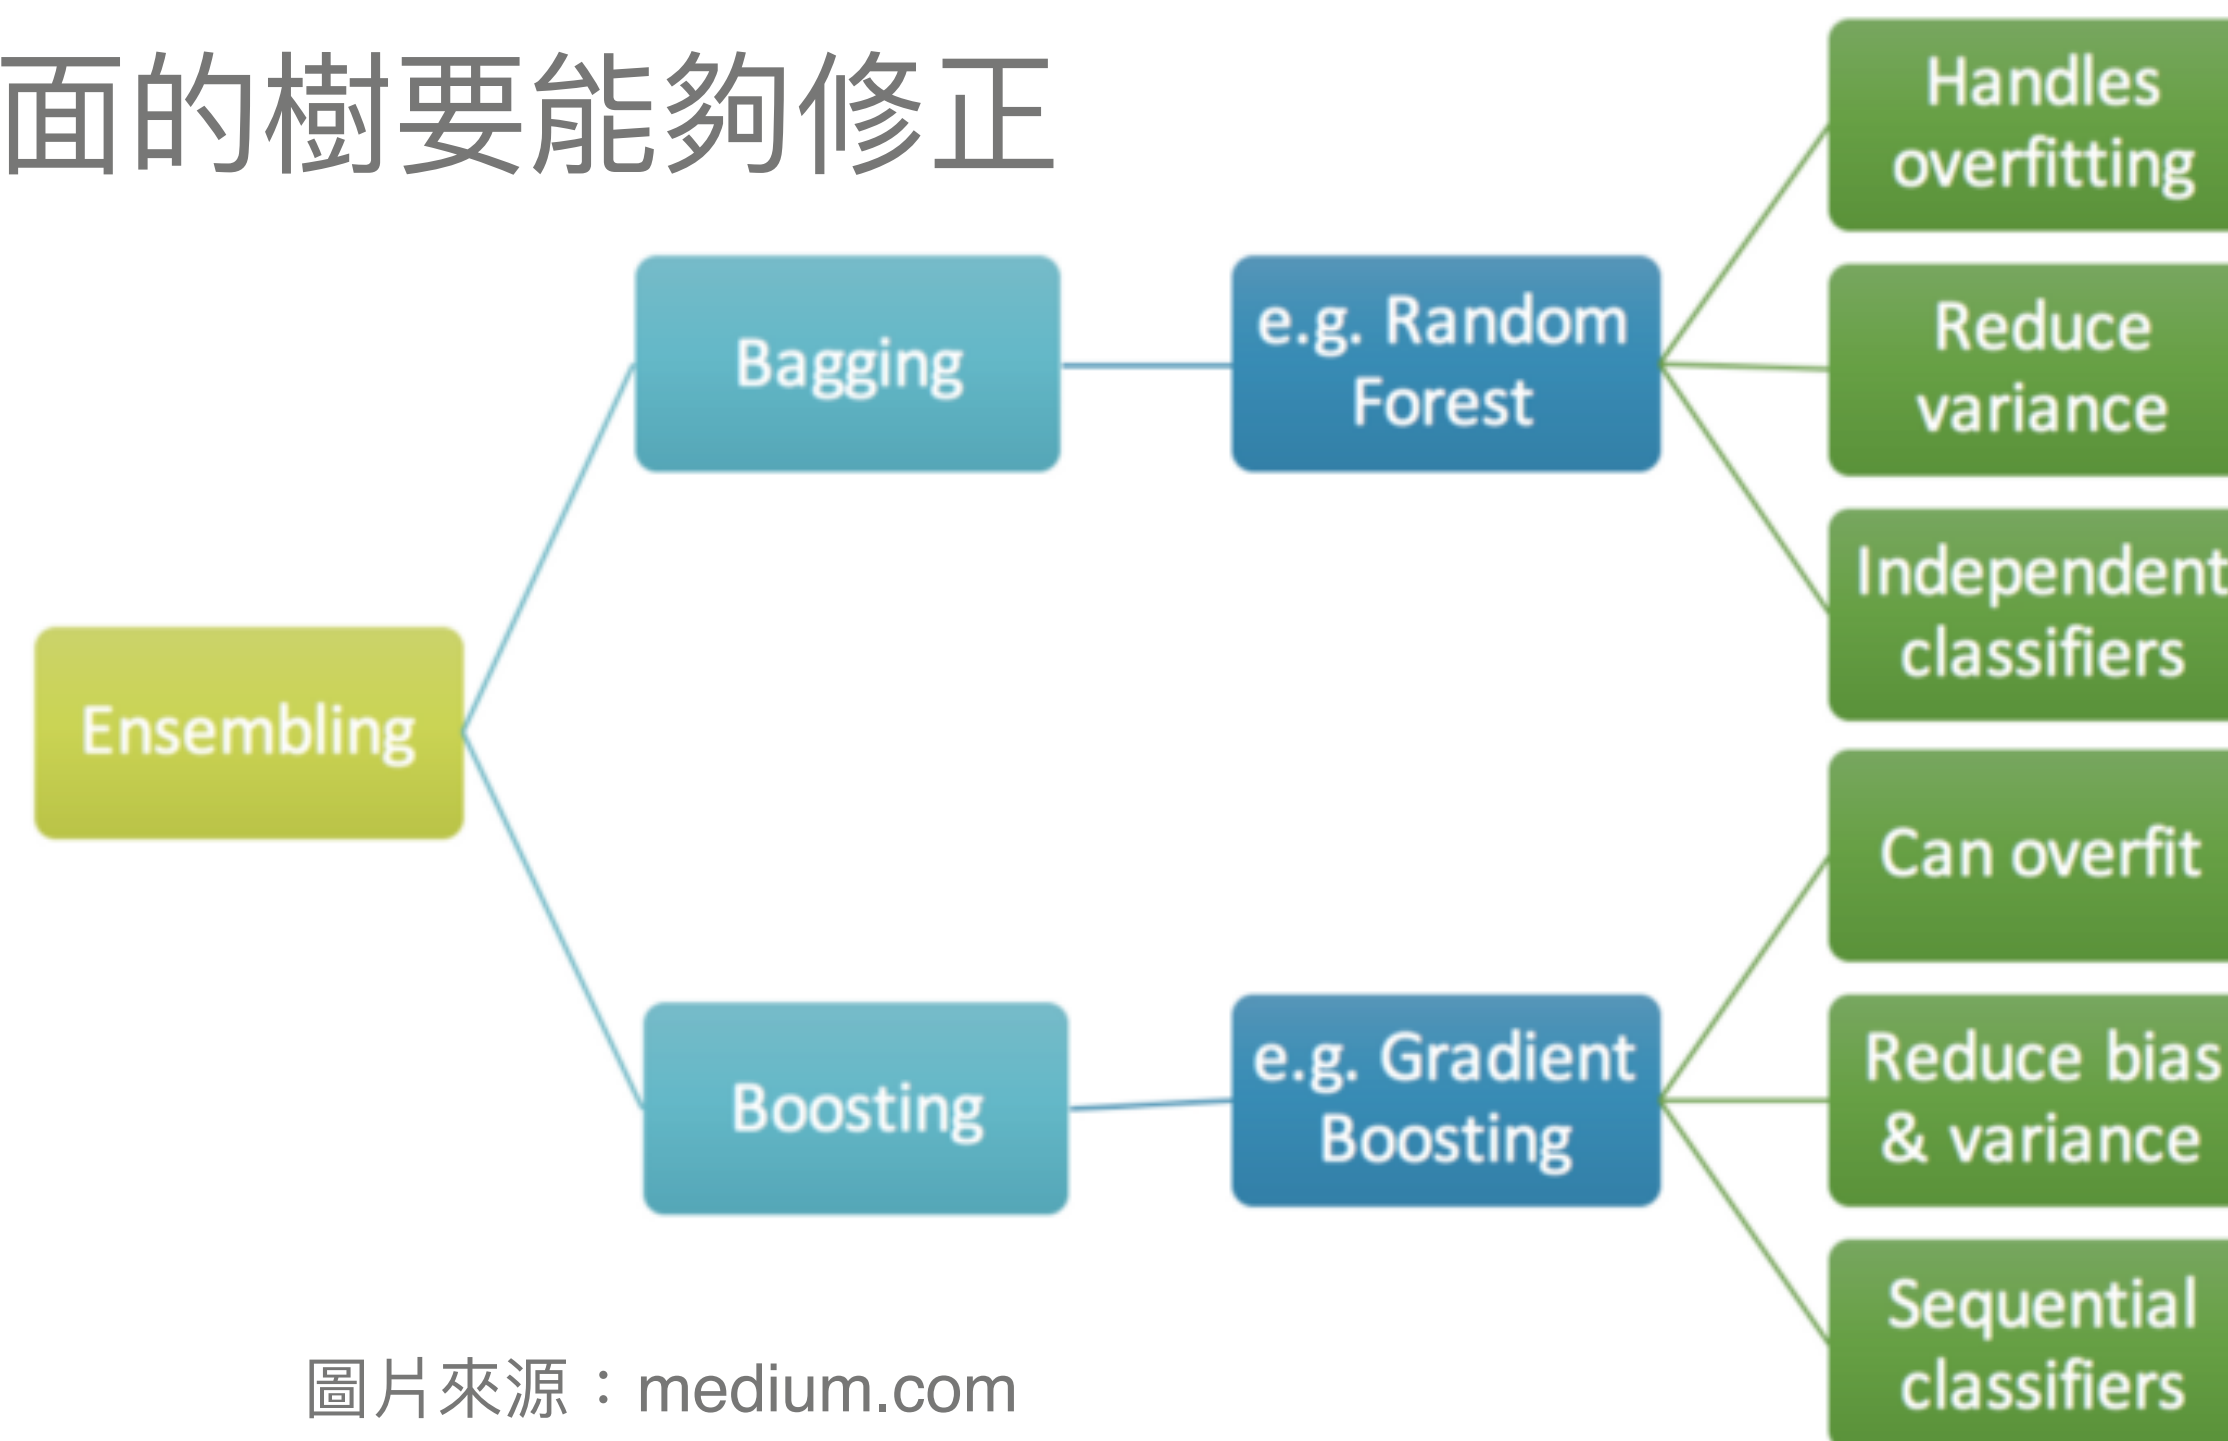 面的樹要能夠修正
Handles
overfitting
Bagging
e.g. Random
Forest
Reduce
variance
Independent
classifiers
Ensembling
Can overfit
Boosting
e.g. Gradient
Boosting
Reduce bias
& variance
Sequential
classifiers
圖片來源：medium.com